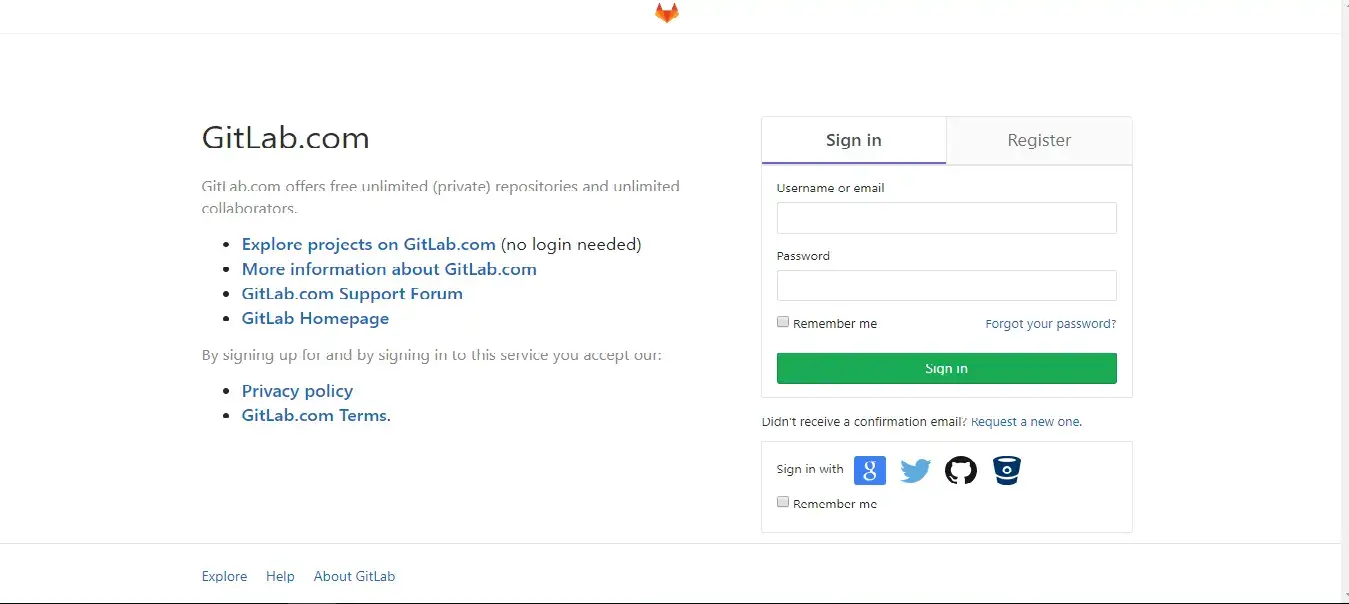 GitLab.com
GitLab.com offers free unlimited (private) repositories and unlimited
collaborators.
Explore projects on GitLab.com (no login needed)
More information about GitLab.com
GitLab.com Support Forum
GitLab Homepage
By signing up for and by signing in to this service you accept our:
Privacy policy
GitLab.com Terms.
Sign in Register
Username or email
Password
Remember me Forgot your password?
Sign in
Didn't receive a confirmation email? Request a new one.
Sign in with
Remember me
Explore Help About GitLab